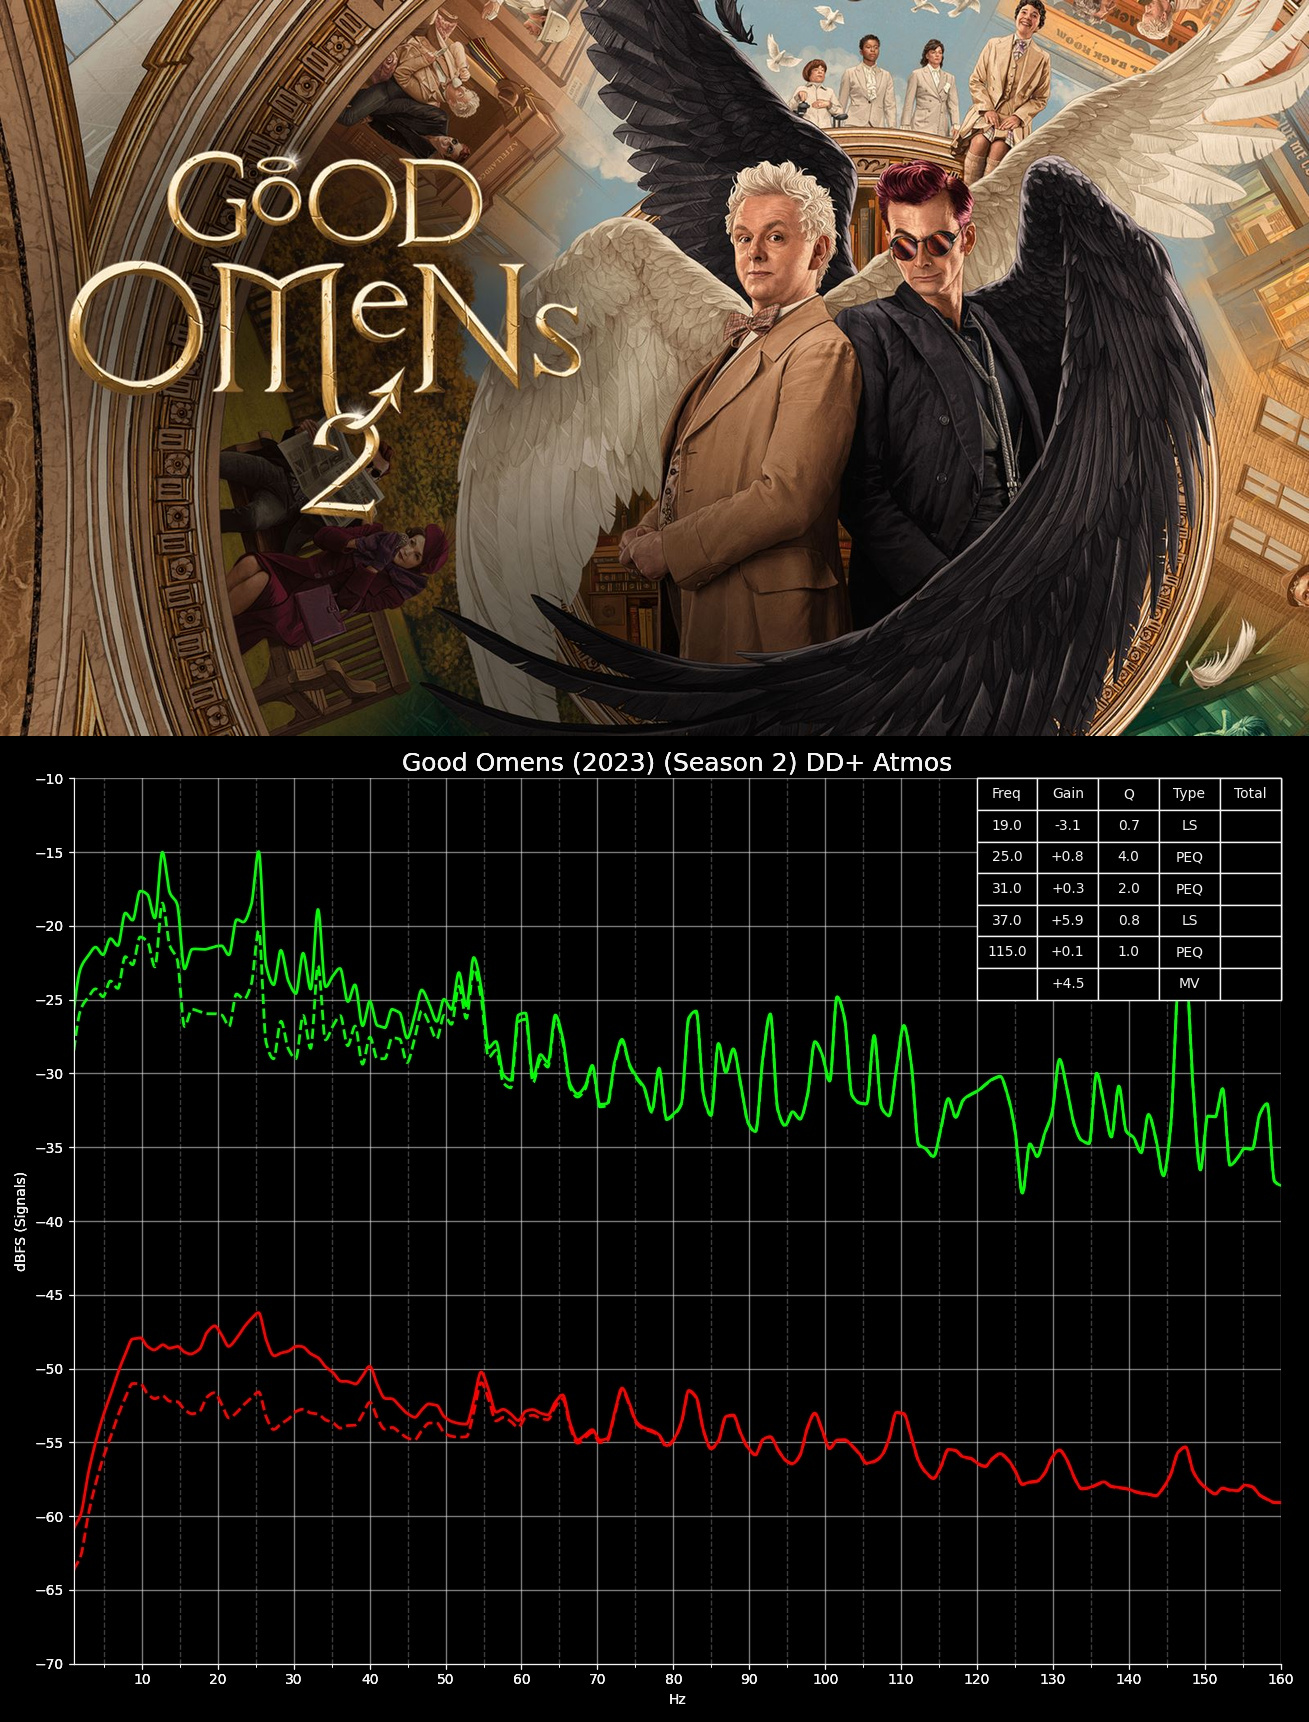 GOOD
OMENS
2
Good Omens (2023) (Season 2) DD+ Atmos
Freq Gain Q Type Total
19.0 -3.1 0.7 LS
25.0 +0.8 4.0 PEQ
31.0 +0.3 2.0 PEQ
37.0 +5.9 0.8 LS
115.0 +0.1 1.0 PEQ
+4.5 MV
−10
−15
−20
−25
−30
−35
−40
−45
−50
−55
−60
−65
−70
dBFS (Signals)
10 20 30 40 50 60 70 80 90 100 110 120 130 140 150 160
Hz